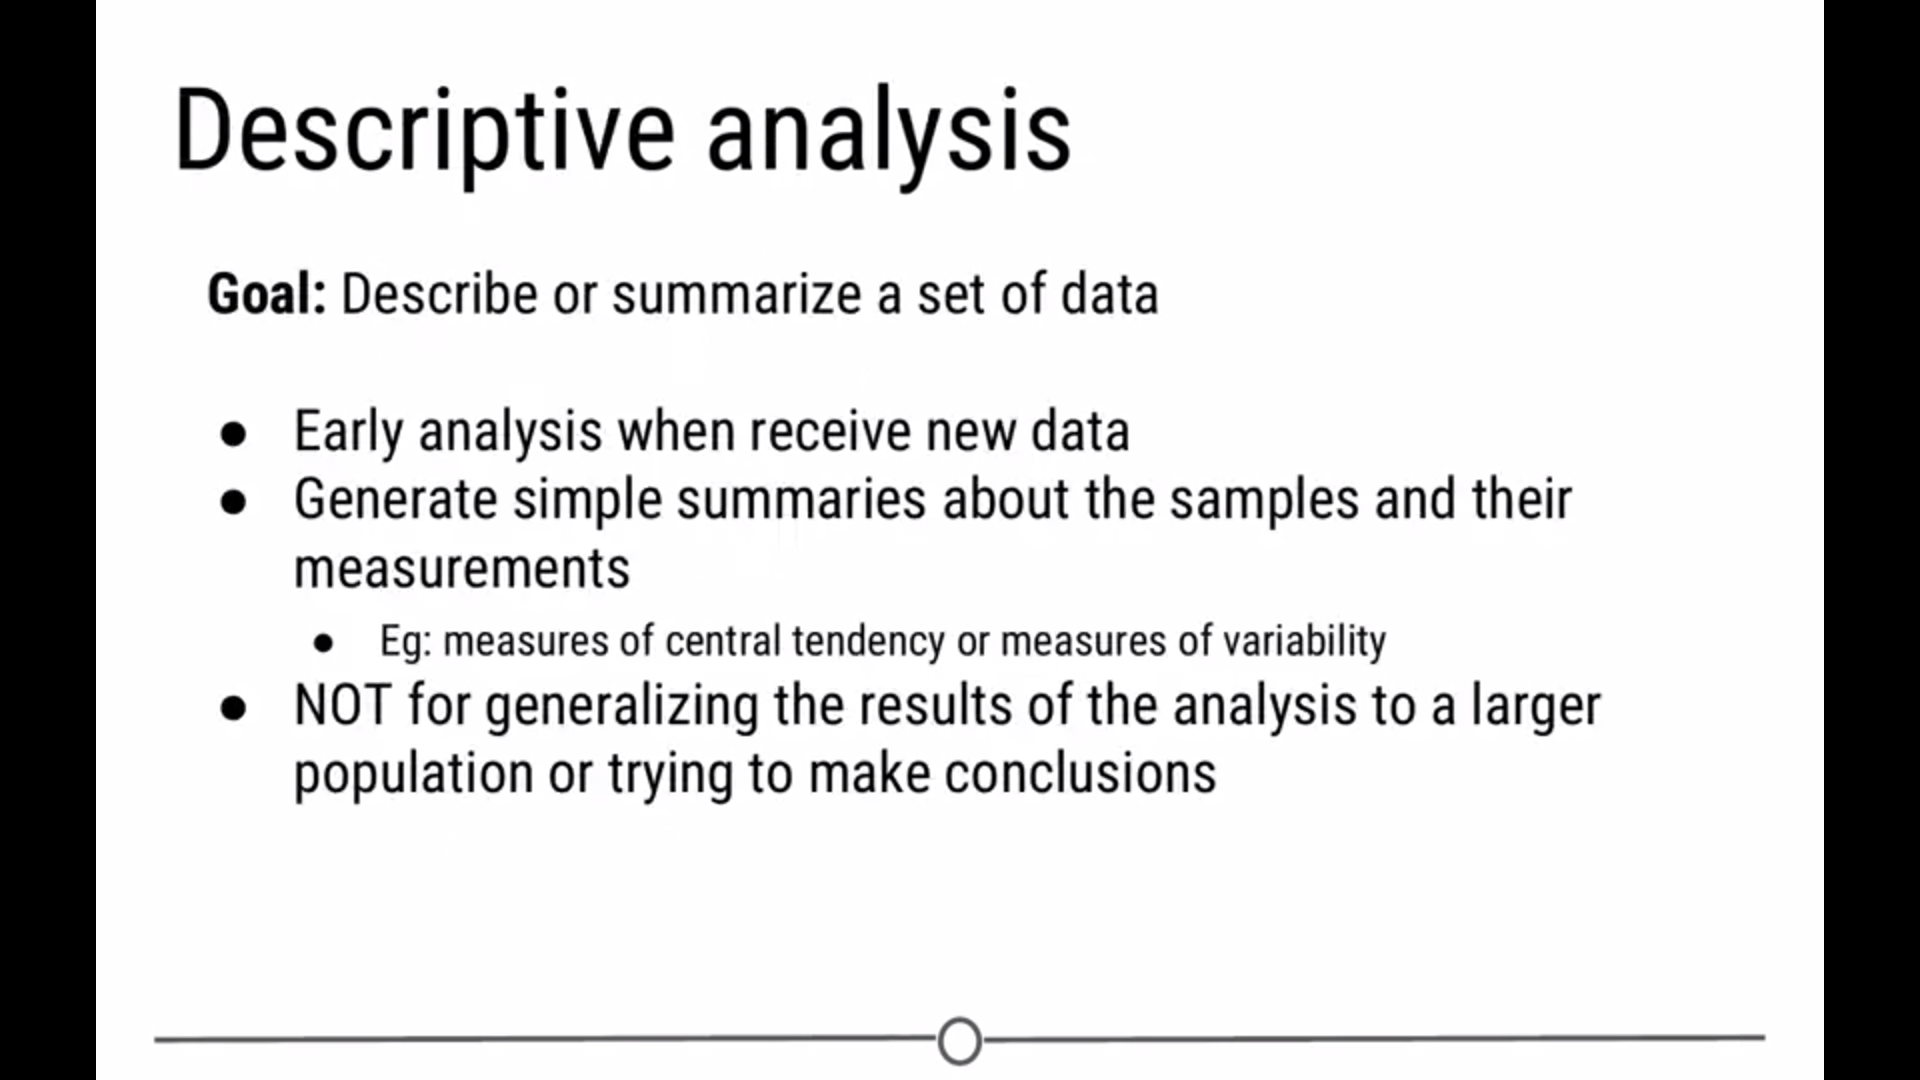 Descriptive analysis
Goal: Describe or summarize a set of data
● Early analysis when receive new data
● Generate simple summaries about the samples and their
measurements
● Eg: measures of central tendency or measures of variability
● NOT for generalizing the results of the analysis to a larger
population or trying to make conclusions